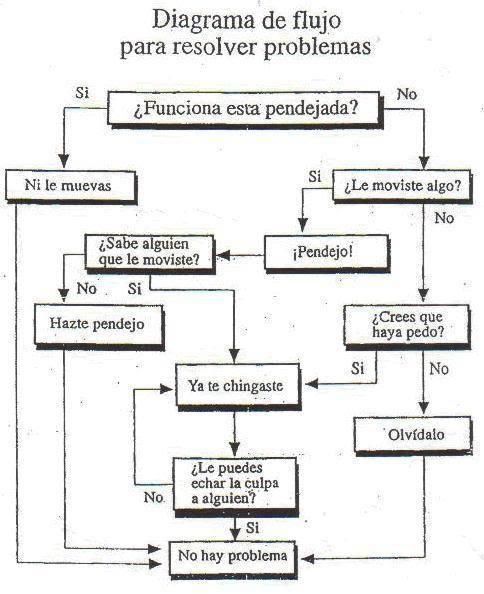 Diagrama de flujo
para resolver problemas
Si
¿Funciona esta pendejada?
No
Ni le muevas
Si
¿Le moviste algo?
No
¿Sabe alguien
que le moviste?
¡Pendejo!
No
Si
Hazte pendejo
¿Crees que
haya pedo?
Si
No
Ya te chingaste
Olvídalo
¿Le puedes
echar la culpa
a alguien?
No
Si
No hay problema